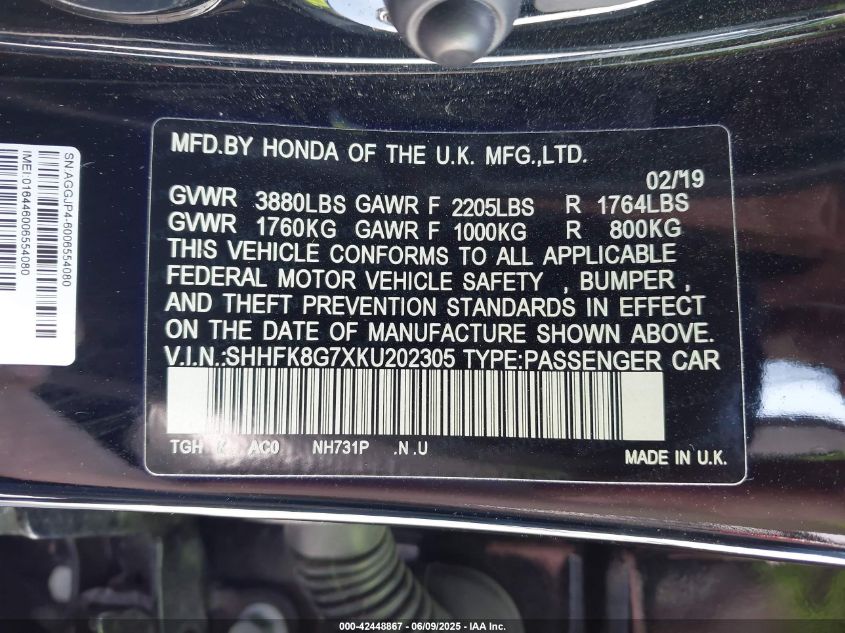 SN:AGGJP4-6006554080
IMEI:016446006554080
MFD.BY HONDA OF THE U.K. MFG.,LTD.
02/'19
GVWR 3880LBS GAWR F 2205LBS R 1764LBS
GVWR 1760KG GAWR F 1000KG R 800KG
THIS VEHICLE CONFORMS TO ALL APPLICABLE
FEDERAL MOTOR VEHICLE SAFETY , BUMPER ,
AND THEFT PREVENTION STANDARDS IN EFFECT
ON THE DATE OF MANUFACTURE SHOWN ABOVE.
V.I.N.:SHHFK8G7XKU202305 TYPE:PASSENGER CAR
TGH K AC0 NH731P .N .U
MADE IN U.K.
000-42448867 - 06/09/2025 - IAA Inc.